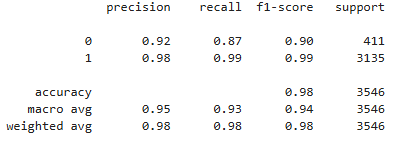 precision recall f1-score support
0 0.92 0.87 0.90 411
1 0.98 0.99 0.99 3135
accuracy 0.98 3546
macro avg 0.95 0.93 0.94 3546
weighted avg 0.98 0.98 0.98 3546